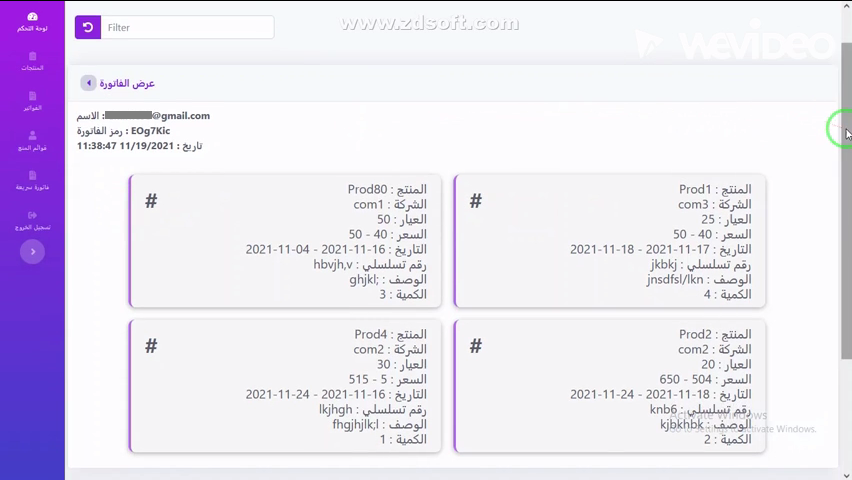 لوحة التحكم
المنتجات
الفواتير
قوائم المنتج
فاتورة سريعة
تسجيل الخروج
Filter
www.zdsoft.com
WEVIDEO
عرض الفاتورة
الاسم : @gmail.com
رمز الفاتورة : EOg7Kic
تاريخ : 11/19/2021 11:38:47
#
المنتج : Prod1
الشركة : com3
العيار : 25
السعر : 40 - 50
التاريخ : 17-11-2021 - 18-11-2021
رقم تسلسلي : jkbkj
الوصف : jnsdfsl/lkn
الكمية : 4
#
المنتج : Prod80
الشركة : com1
العيار : 50
السعر : 40 - 50
التاريخ : 16-11-2021 - 04-11-2021
رقم تسلسلي : hbvjh,v
الوصف : ghjkl;
الكمية : 3
#
المنتج : Prod2
الشركة : com2
العيار : 20
السعر : 504 - 650
التاريخ : 18-11-2021 - 24-11-2021
رقم تسلسلي : knb6
الوصف : kjbkhbk
الكمية : 2
#
المنتج : Prod4
الشركة : com2
العيار : 30
السعر : 5 - 515
التاريخ : 16-11-2021 - 24-11-2021
رقم تسلسلي : lkjhgh
الوصف : fhgjhjlk;l
الكمية : 1
Activate Windows
Go to Settings to activate Windows.